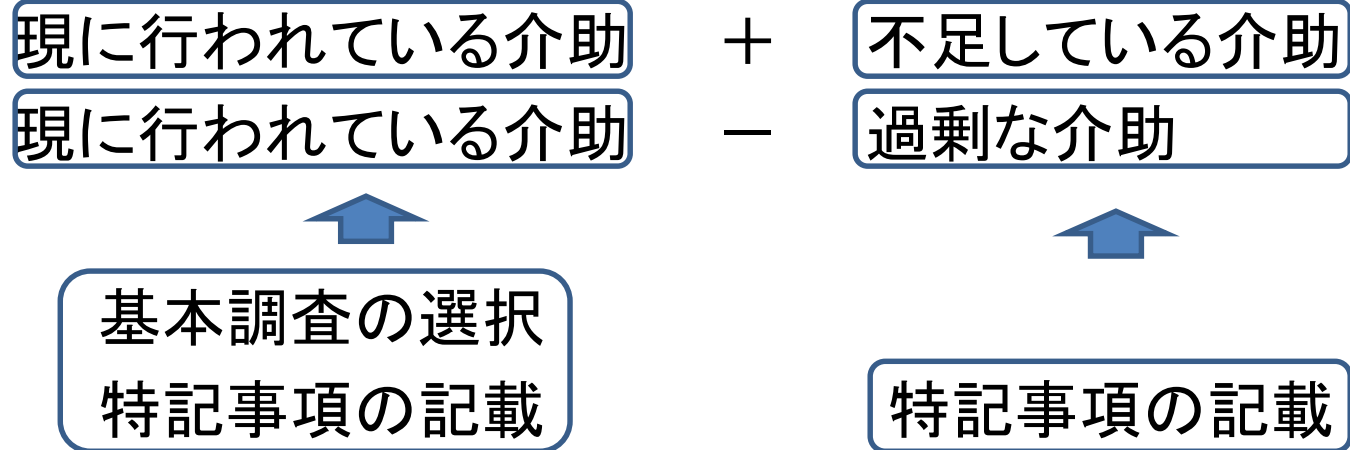 現に行われている介助 ＋ 不足している介助
現に行われている介助 － 過剰な介助
基本調査の選択
特記事項の記載 特記事項の記載